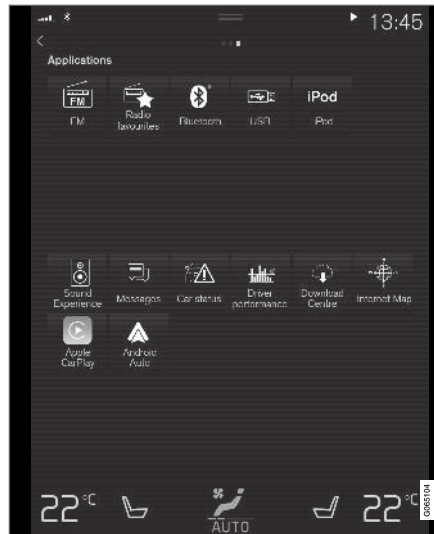 13:45
Applications
FM
iPod
FM
Radio
favourites
Bluetooth
USB
iPod
Sound
Experience
Messages
Car status
Driver
performance
Download
Centre
Internet Map
Apple
CarPlay
Android
Auto
22°C
AUTO
22°C
G065104